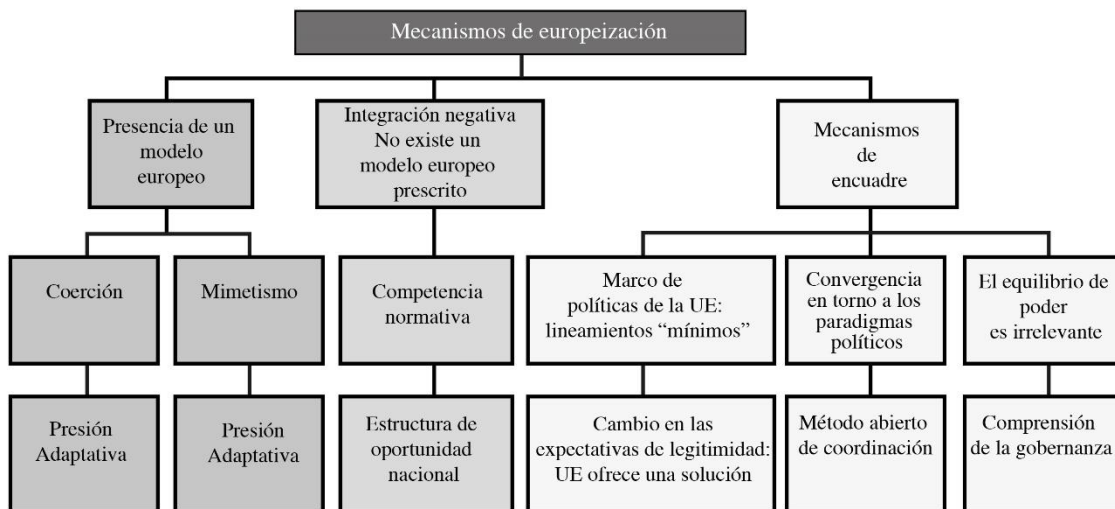 Mecanismos de europeización
Presencia de un
modelo
europeo
Integración negativa
No existe un
modelo europeo
prescrito
Mecanismos
de
encuadre
Coerción
Mimetismo
Competencia
normativa
Marco de
políticas de la UE:
lineamientos “mínimos”
Convergencia
en torno a los
paradigmas
políticos
El equilibrio de
poder
es irrelevante
Presión
Adaptativa
Presión
Adaptativa
Estructura de
oportunidad
nacional
Cambio en las
expectativas de legitimidad:
UE ofrece una solución
Método abierto
de coordinación
Comprensión
de la gobernanza